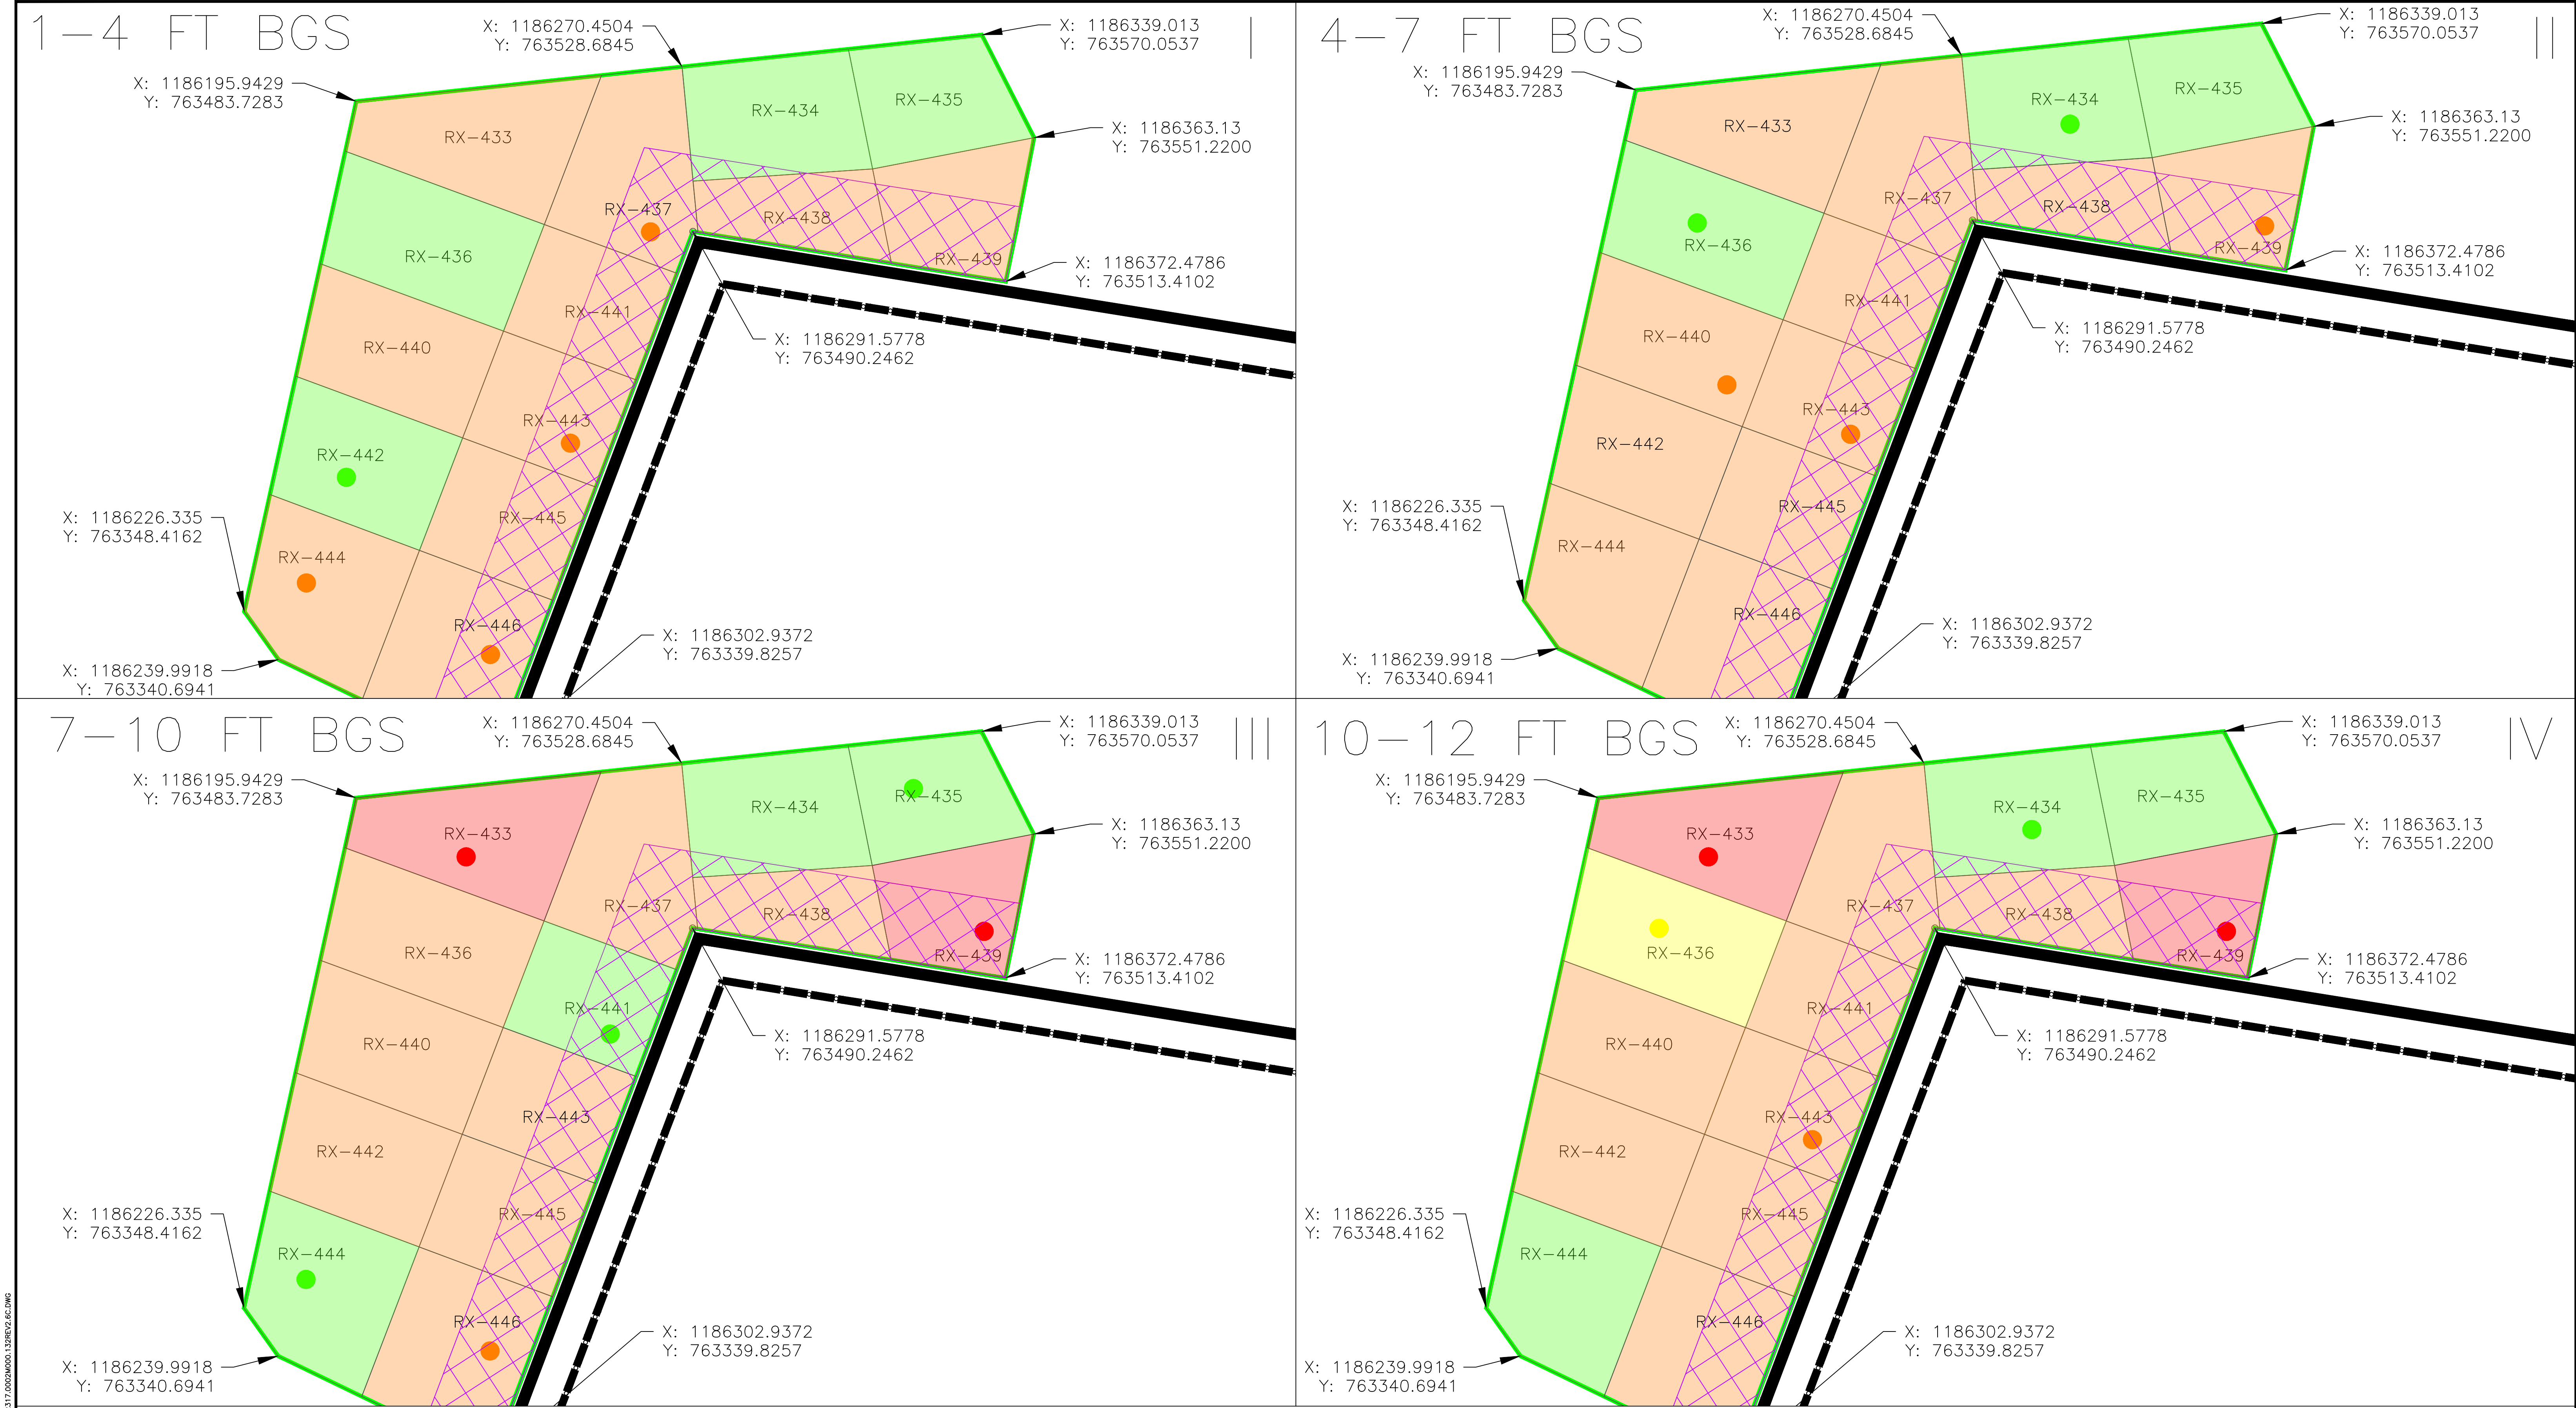 1-4 FT BGS
I
X: 1186270.4504
Y: 763528.6845
X: 1186339.013
Y: 763570.0537
X: 1186195.9429
Y: 763483.7283
X: 1186363.13
Y: 763551.2200
RX-433
RX-434
RX-435
RX-436
RX-437
RX-438
RX-439
X: 1186372.4786
Y: 763513.4102
RX-440
RX-441
X: 1186291.5778
Y: 763490.2462
RX-442
RX-443
X: 1186226.335
Y: 763348.4162
RX-444
RX-445
RX-446
X: 1186302.9372
Y: 763339.8257
X: 1186239.9918
Y: 763340.6941
4-7 FT BGS
II
X: 1186270.4504
Y: 763528.6845
X: 1186339.013
Y: 763570.0537
X: 1186195.9429
Y: 763483.7283
X: 1186363.13
Y: 763551.2200
RX-433
RX-434
RX-435
RX-436
RX-437
RX-438
RX-439
X: 1186372.4786
Y: 763513.4102
RX-440
RX-441
X: 1186291.5778
Y: 763490.2462
RX-442
RX-443
X: 1186226.335
Y: 763348.4162
RX-444
RX-445
RX-446
X: 1186302.9372
Y: 763339.8257
X: 1186239.9918
Y: 763340.6941
7-10 FT BGS
III
X: 1186270.4504
Y: 763528.6845
X: 1186339.013
Y: 763570.0537
X: 1186195.9429
Y: 763483.7283
X: 1186363.13
Y: 763551.2200
RX-433
RX-434
RX-435
RX-436
RX-437
RX-438
RX-439
X: 1186372.4786
Y: 763513.4102
RX-440
RX-441
X: 1186291.5778
Y: 763490.2462
RX-442
RX-443
X: 1186226.335
Y: 763348.4162
RX-444
RX-445
RX-446
X: 1186302.9372
Y: 763339.8257
X: 1186239.9918
Y: 763340.6941
10-12 FT BGS
IV
X: 1186270.4504
Y: 763528.6845
X: 1186339.013
Y: 763570.0537
X: 1186195.9429
Y: 763483.7283
X: 1186363.13
Y: 763551.2200
RX-433
RX-434
RX-435
RX-436
RX-437
RX-438
RX-439
X: 1186372.4786
Y: 763513.4102
RX-440
RX-441
X: 1186291.5778
Y: 763490.2462
RX-442
RX-443
X: 1186226.335
Y: 763348.4162
RX-444
RX-445
RX-446
X: 1186302.9372
Y: 763339.8257
X: 1186239.9918
Y: 763340.6941